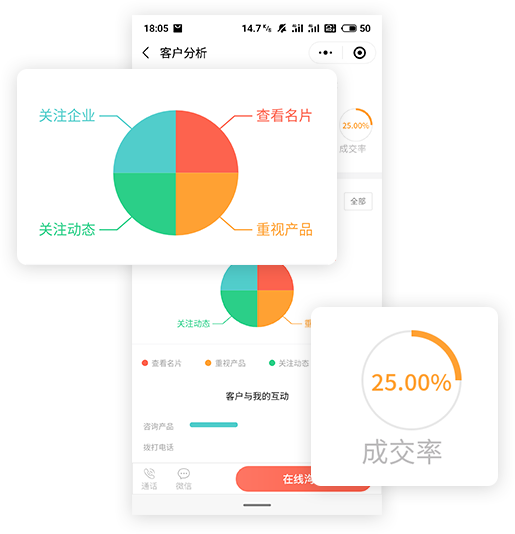 18:05 14.7 K/s 4G 4G 50
客户分析
关注企业 查看名片
25.00%
成交率
关注动态 重视产品
全部
关注动态 重
查看名片 重视产品 关注动态
25.00%
成交率
客户与我的互动
咨询产品
拨打电话
通话 微信 在线沟